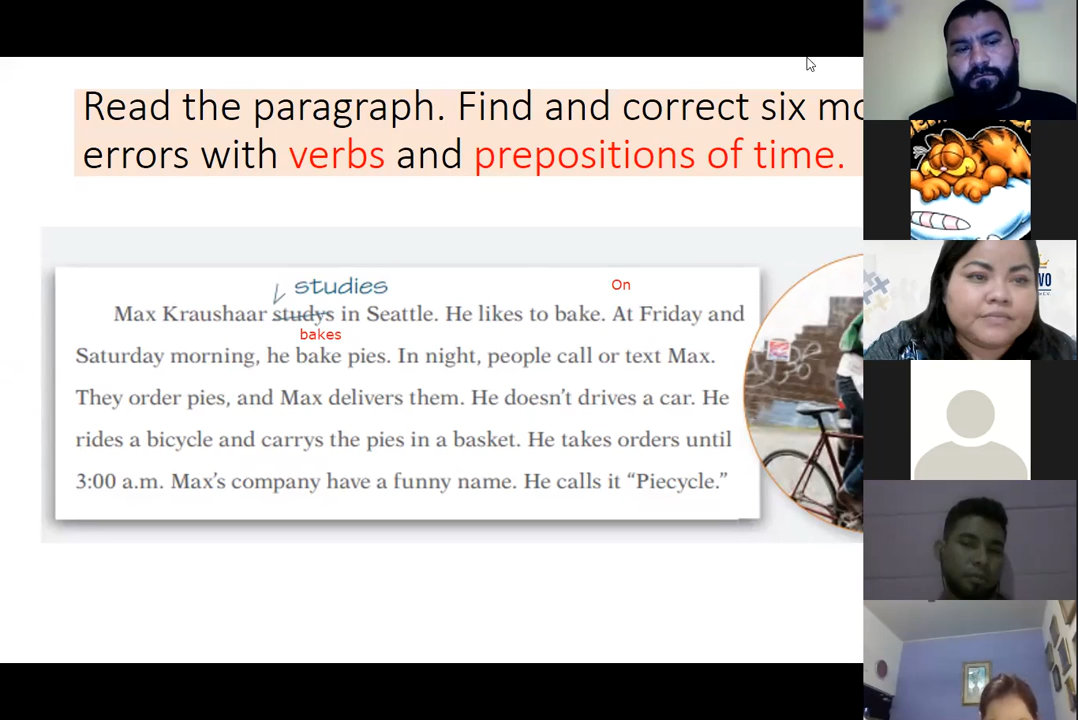 Read the paragraph. Find and correct six
errors with verbs and prepositions of time.
studies
On
Max Kraushaar studys in Seattle. He likes to bake. At Friday and
bakes
Saturday morning, he bake pies. In night, people call or text Max.
They order pies, and Max delivers them. He doesn't drives a car. He
rides a bicycle and carrys the pies in a basket. He takes orders until
3:00 a.m. Max's company have a funny name. He calls it “Piecycle.”